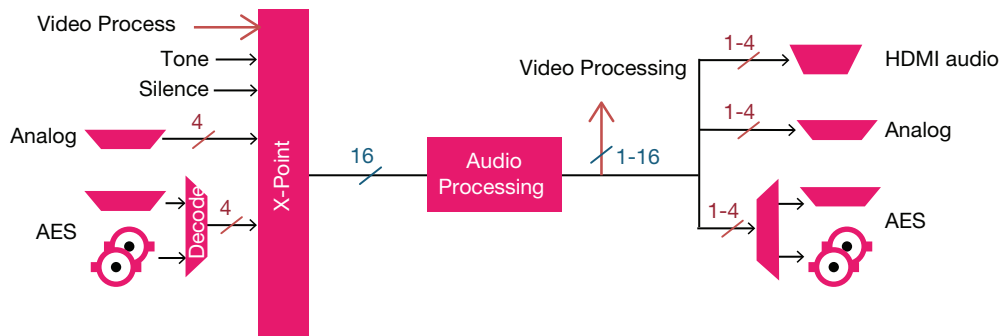 Video Process
Tone
Silence
Analog
4
AES
Decode
4
X-Point
16
Audio
Processing
Video Processing
1-16
1-4
HDMI audio
1-4
Analog
1-4
AES